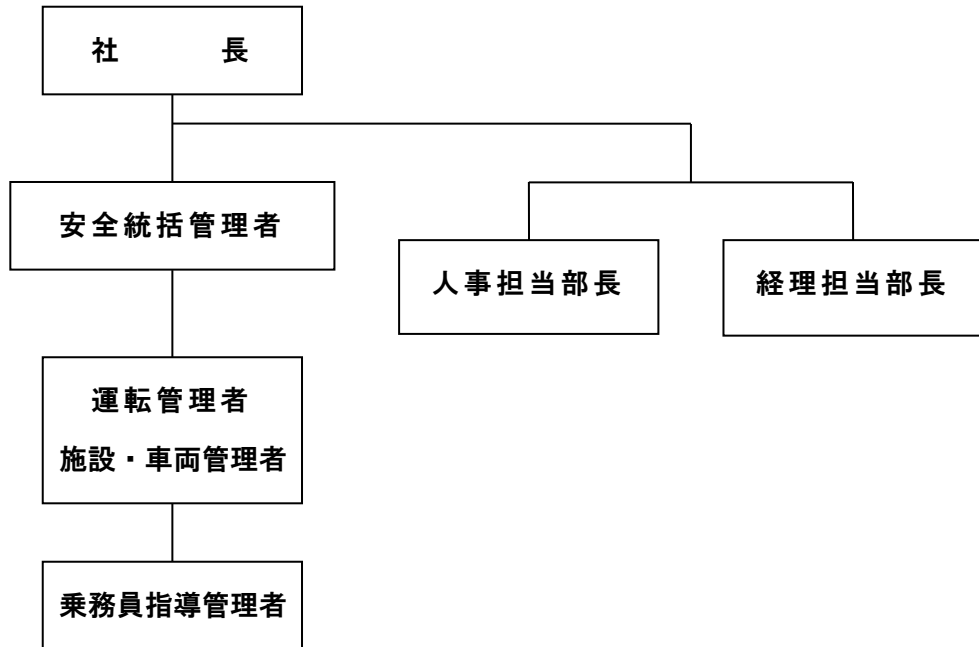 社　　　長
安全統括管理者
人事担当部長
経理担当部長
運転管理者
施設・車両管理者
乗務員指導管理者